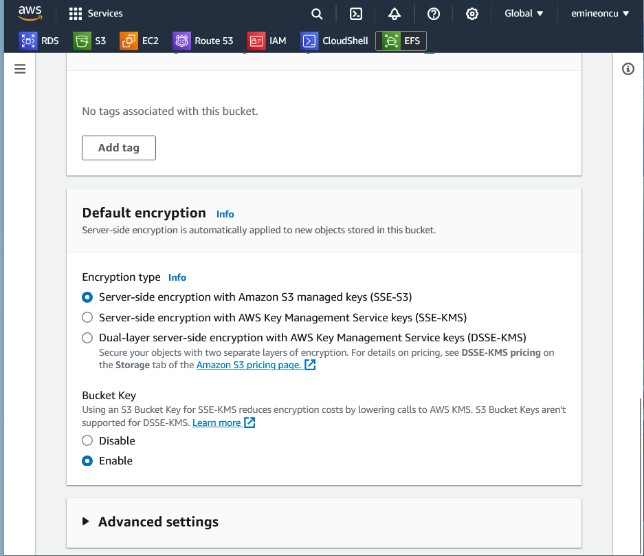 aws
Services
Global ▼
emineoncu ▼
RDS
S3
EC2
Route 53
IAM
CloudShell
EFS
No tags associated with this bucket.
Add tag
Default encryption Info
Server-side encryption is automatically applied to new objects stored in this bucket.
Encryption type Info
Server-side encryption with Amazon S3 managed keys (SSE-S3)
Server-side encryption with AWS Key Management Service keys (SSE-KMS)
Dual-layer server-side encryption with AWS Key Management Service keys (DSSE-KMS)
Secure your objects with two separate layers of encryption. For details on pricing, see DSSE-KMS pricing on
the Storage tab of the Amazon S3 pricing page.
Bucket Key
Using an S3 Bucket Key for SSE-KMS reduces encryption costs by lowering calls to AWS KMS. S3 Bucket Keys aren't
supported for DSSE-KMS. Learn more
Disable
Enable
Advanced settings